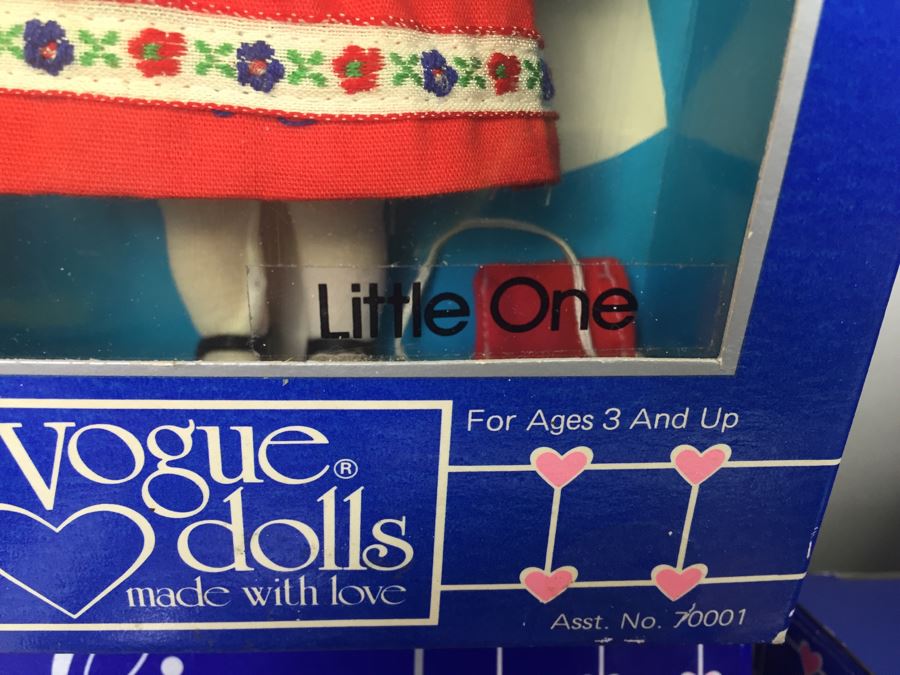 Little One
For Ages 3 And Up
Vogue®
dolls
made with love
Asst. No. 70001